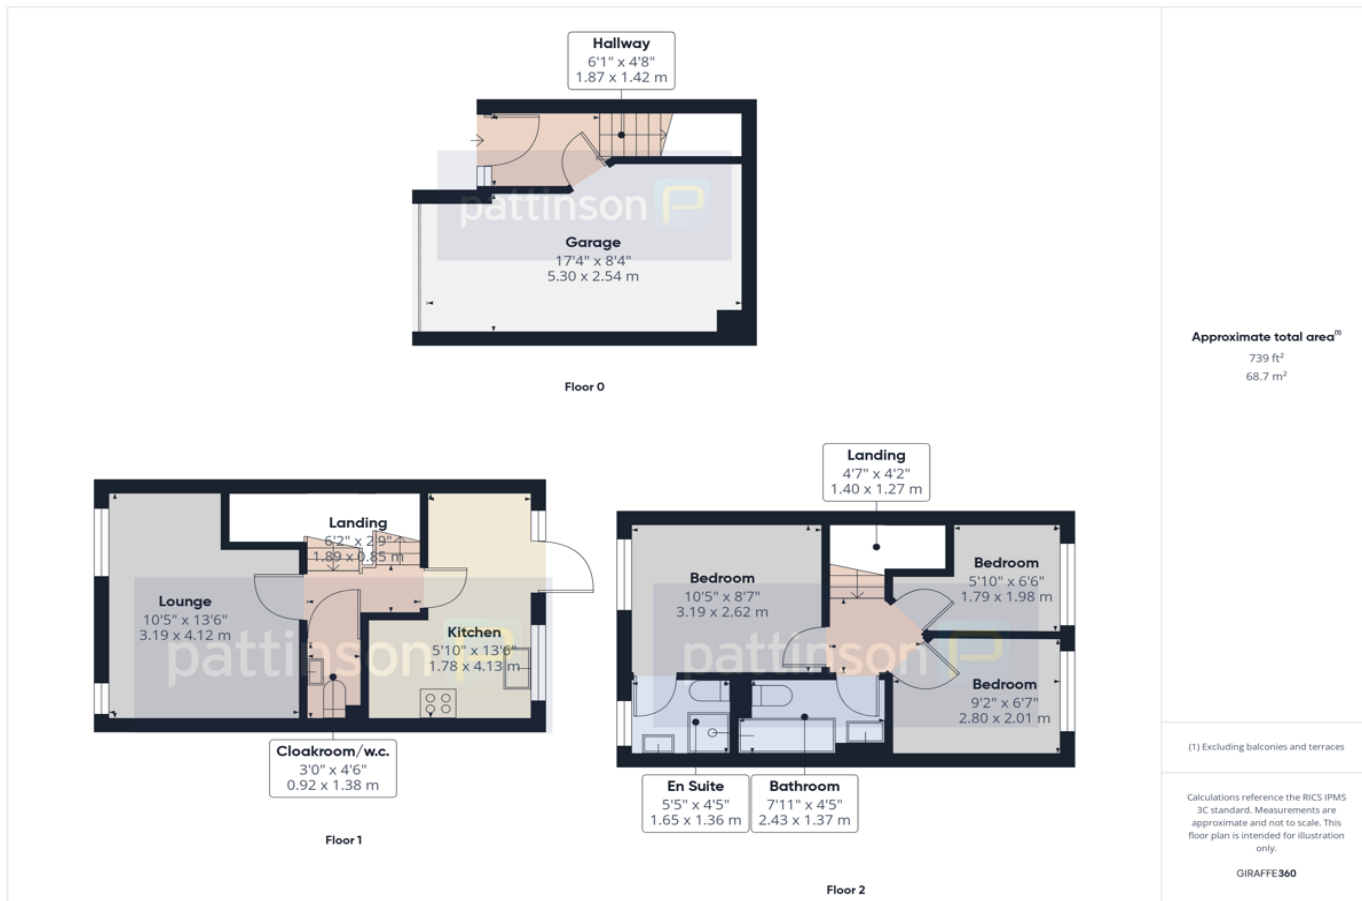 Hallway
6'1" x 4'8"
1.87 x 1.42 m
pattinson P
Garage
17'4" x 8'4"
5.30 x 2.54 m
Floor 0
Approximate total area(1)
739 ft²
68.7 m²
Landing
6'2" x 2'9"
1.89 x 0.85 m
Lounge
10'5" x 13'6"
3.19 x 4.12 m
Kitchen
5'10" x 13'6"
1.78 x 4.13 m
pattinson P
Cloakroom/w.c.
3'0" x 4'6"
0.92 x 1.38 m
Floor 1
Landing
4'7" x 4'2"
1.40 x 1.27 m
Bedroom
10'5" x 8'7"
3.19 x 2.62 m
Bedroom
5'10" x 6'6"
1.79 x 1.98 m
pattinson P
Bedroom
9'2" x 6'7"
2.80 x 2.01 m
En Suite
5'5" x 4'5"
1.65 x 1.36 m
Bathroom
7'11" x 4'5"
2.43 x 1.37 m
Floor 2
(1) Excluding balconies and terraces
Calculations reference the RICS IPMS
3C standard. Measurements are
approximate and not to scale. This
floor plan is intended for illustration
only.
GIRAFFE360